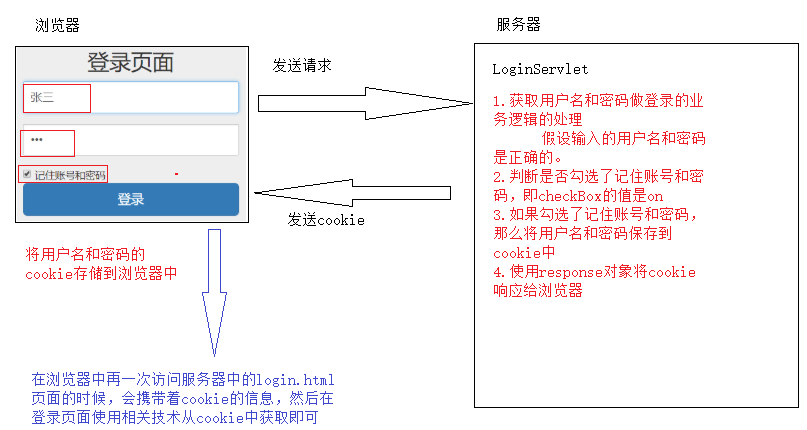 浏览器
登录页面
张三
•••
记住账号和密码
登录
发送请求
发送cookie
将用户名和密码的
cookie存储到浏览器中
在浏览器中再一次访问服务器中的login.html
页面的时候，会携带着cookie的信息，然后在
登录页面使用相关技术从cookie中获取即可
服务器
LoginServlet
1.获取用户名和密码做登录的业
务逻辑的处理
假设输入的用户名和密码
是正确的。
2.判断是否勾选了记住账号和密
码，即checkBox的值是on
3.如果勾选了记住账号和密码，
那么将用户名和密码保存到
cookie中
4.使用response对象将cookie
响应给浏览器